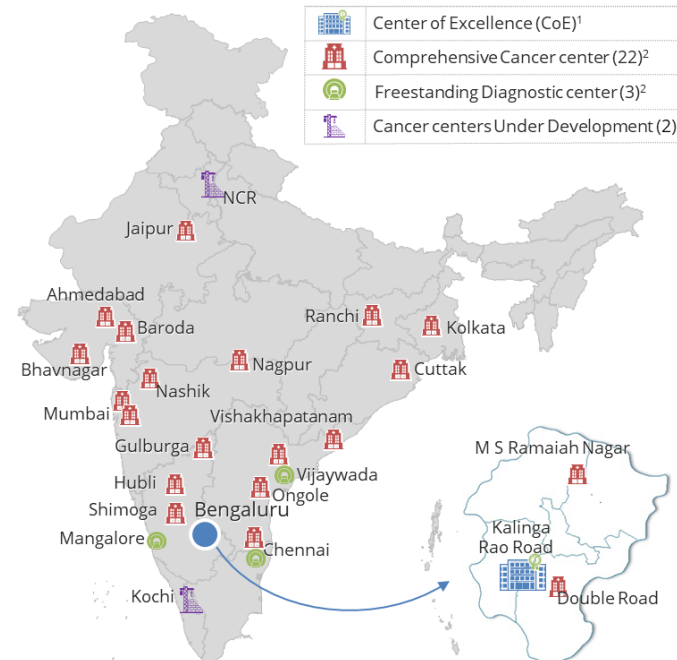 Center of Excellence (CoE)¹
Comprehensive Cancer center (22)²
Freestanding Diagnostic center (3)²
Cancer centers Under Development (2)
NCR
Jaipur
Ahmedabad
Baroda
Ranchi
Kolkata
Bhavnagar
Nagpur
Cuttak
Nashik
Mumbai
Vishakhapatanam
Gulburga
M S Ramaiah Nagar
Hubli
Vijaywada
Ongole
Shimoga
Bengaluru
Mangalore
Chennai
Kalinga
Rao Road
Kochi
Double Road